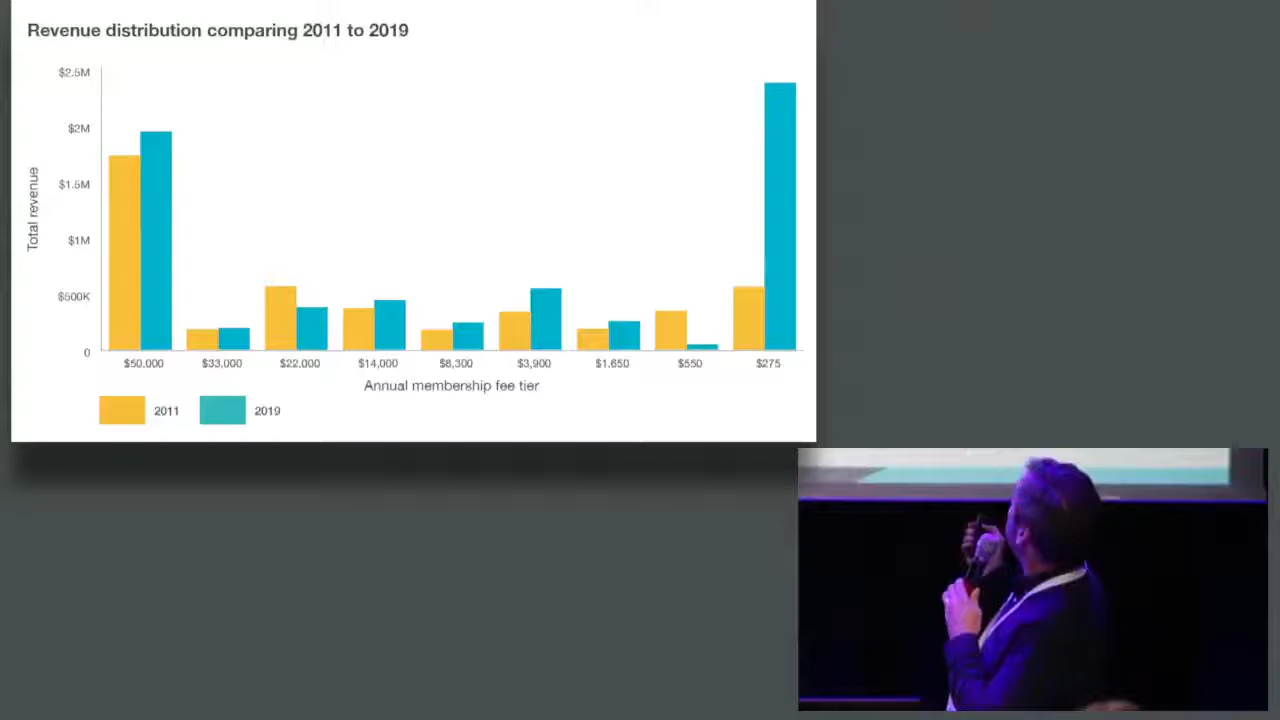 Revenue distribution comparing 2011 to 2019
Total revenue
$2.5M
$2M
$1.5M
$1M
$500K
0
$50,000 $33,000 $22,000 $14,000 $8,300 $3,900 $1,650 $550 $275
Annual membership fee tier
2011 2019